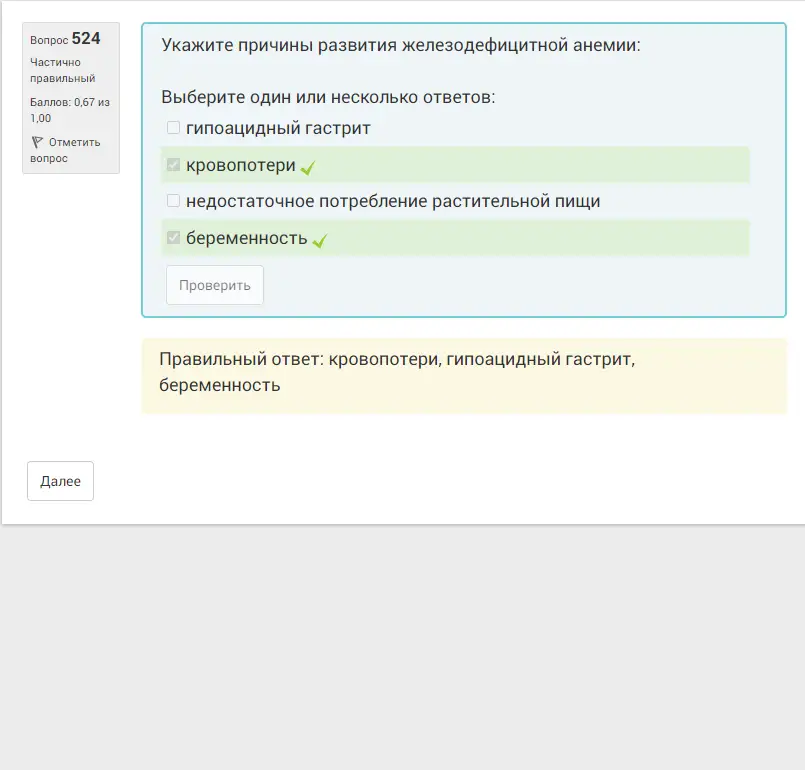 Вопрос 524
Частично
правильный
Баллов: 0,67 из
1,00
Отметить
вопрос
Укажите причины развития железодефицитной анемии:
Выберите один или несколько ответов:
гипоацидный гастрит
кровопотери
недостаточное потребление растительной пищи
беременность
Проверить
Правильный ответ: кровопотери, гипоацидный гастрит,
беременность
Далее